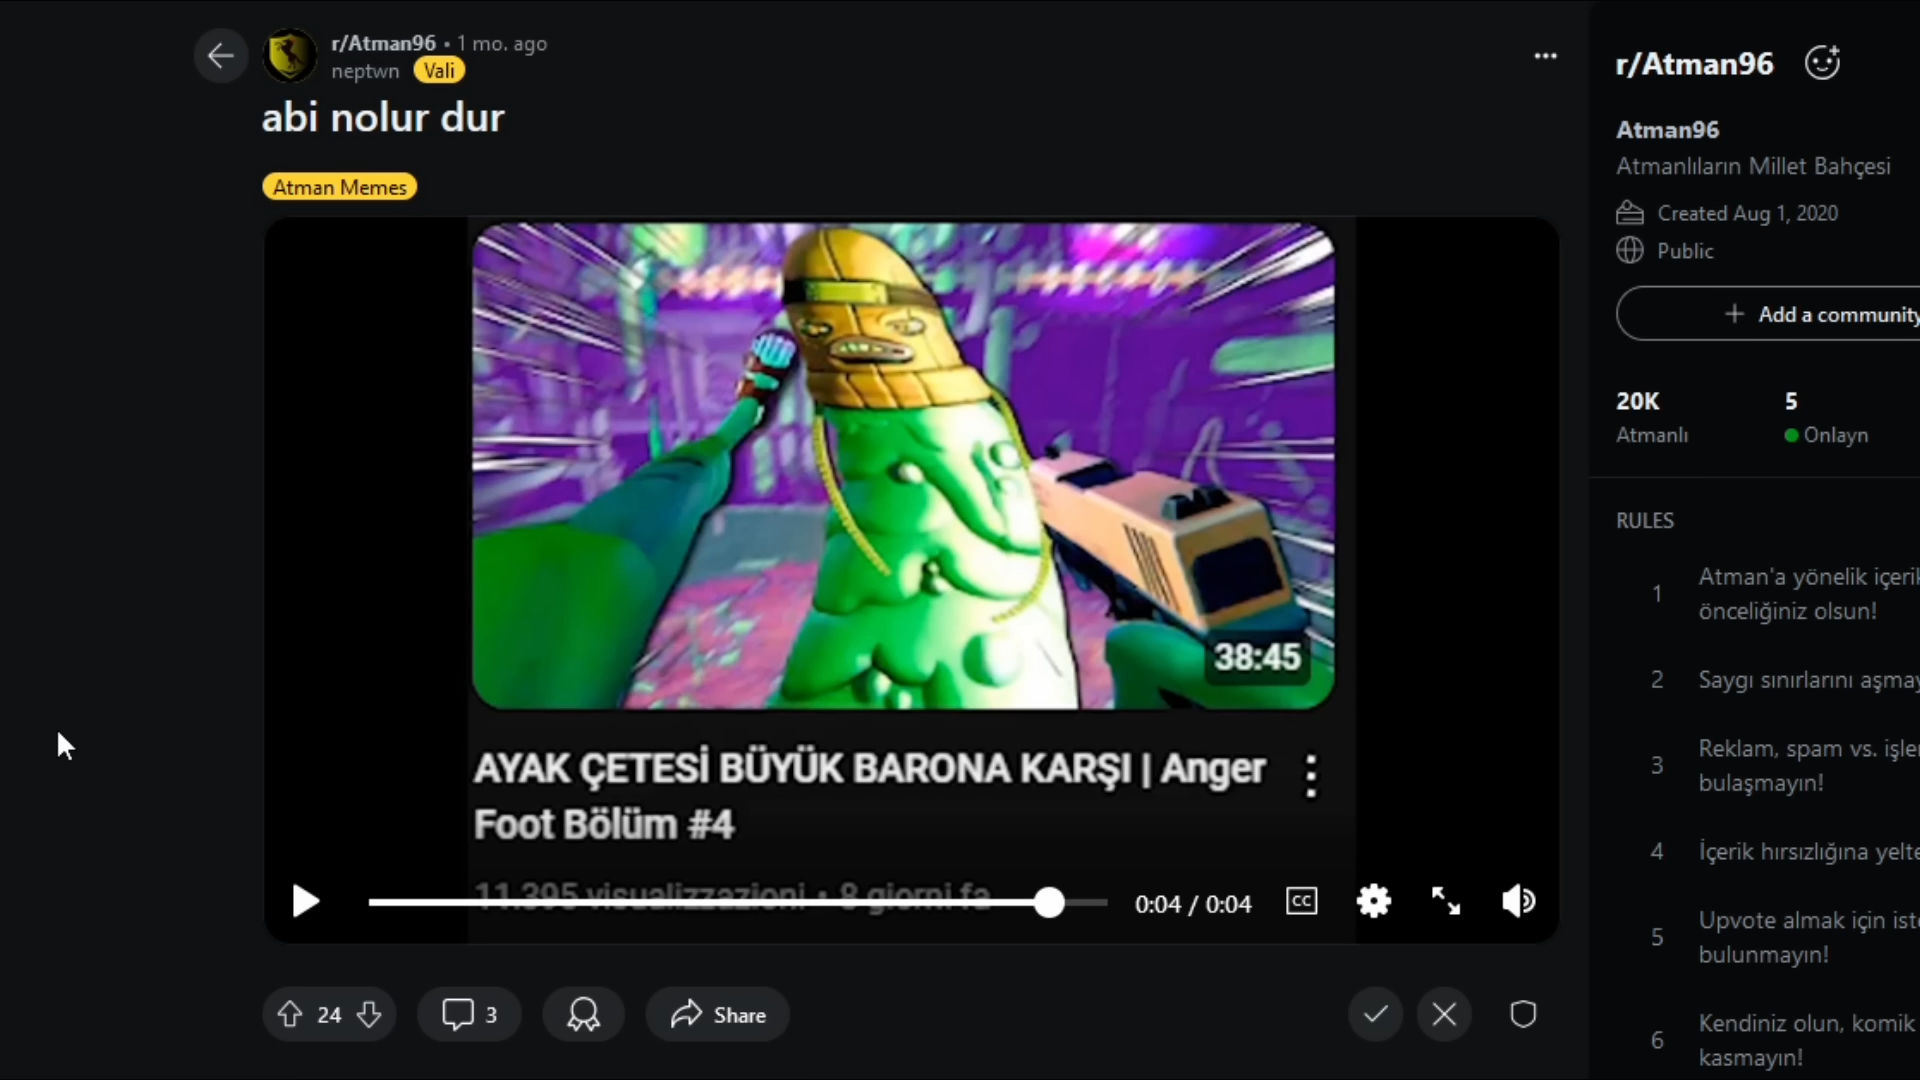 r/Atman96 • 1 mo. ago
neptwn Vali
abi nolur dur
Atman Memes
38:45
AYAK ÇETESİ BÜYÜK BARONA KARŞI | Anger
Foot Bölüm #4
11.395 visualizzazioni • 8 giorni fa
0:04 / 0:04
CC
24
3
Share
r/Atman96
Atman96
Atmanlıların Millet Bahçesi
Created Aug 1, 2020
Public
Add a community
20K
Atmanlı
5
Onlayn
RULES
1
Atman'a yönelik içerik
önceliğiniz olsun!
2
Saygı sınırlarını aşmay
3
Reklam, spam vs. işler
bulaşmayın!
4
İçerik hırsızlığına yelte
5
Upvote almak için iste
bulunmayın!
6
Kendiniz olun, komik
kasmayın!